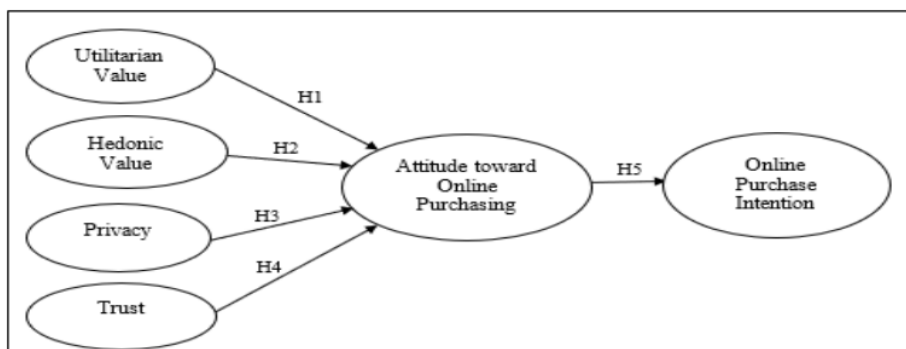 Utilitarian
Value
H1
Hedonic
Value
H2
Privacy
H3
Trust
H4
Attitude toward
Online
Purchasing
H5
Online
Purchase
Intention